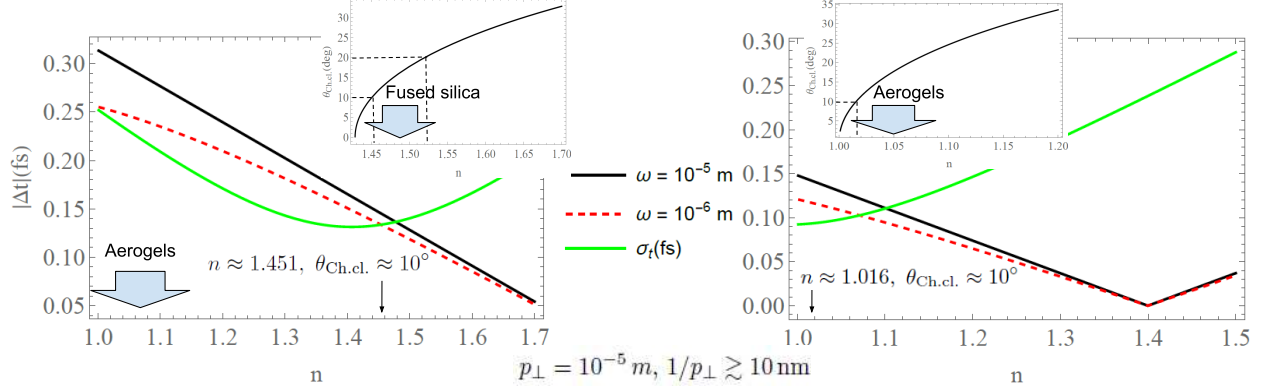 |Δt|(fs)
0.30
0.25
0.20
0.15
0.10
0.05
1.0 1.1 1.2 1.3 1.4 1.5 1.6 1.7
n
Aerogels
n ≈ 1.451, θCh.cl. ≈ 10°
θCh.cl.(deg)
30
20
10
0
1.45 1.50 1.55 1.60 1.65 1.70
n
Fused silica
ω = 10⁻⁵ m
ω = 10⁻⁶ m
σt(fs)
0.30
0.25
0.20
0.15
0.10
0.05
0.00
1.0 1.1 1.2 1.3 1.4 1.5
n
n ≈ 1.016, θCh.cl. ≈ 10°
θCh.cl.(deg)
35
30
25
20
15
10
5
1.00 1.05 1.10 1.15 1.20
n
Aerogels
p⊥ = 10⁻⁵ m, 1/p⊥ ≳ 10 nm